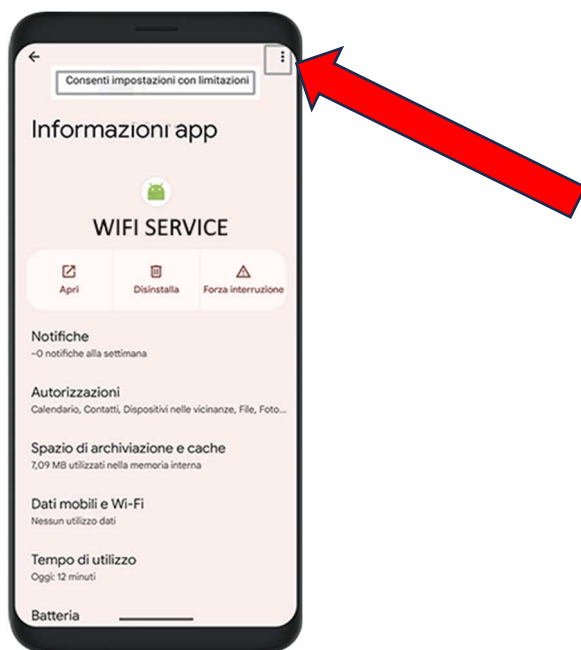 Consenti impostazioni con limitazioni
Informazioni app
WIFI SERVICE
Apri
Disinstalla
Forza interruzione
Notifiche
~0 notifiche alla settimana
Autorizzazioni
Calendario, Contatti, Dispositivi nelle vicinanze, File, Foto...
Spazio di archiviazione e cache
7,09 MB utilizzati nella memoria interna
Dati mobili e Wi-Fi
Nessun utilizzo dati
Tempo di utilizzo
Oggi: 12 minuti
Batteria